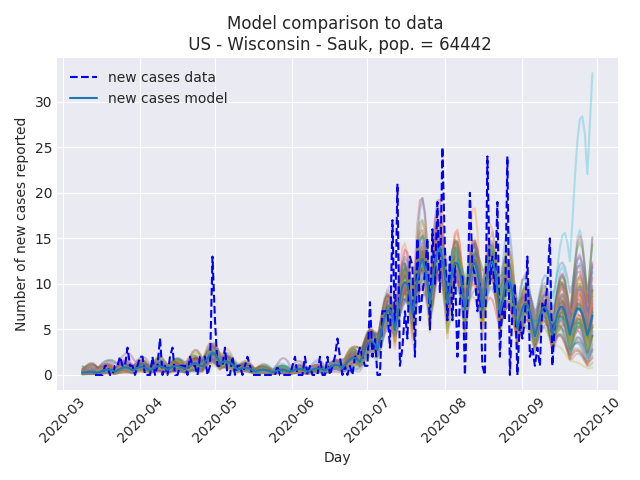 Model comparison to data
US - Wisconsin - Sauk, pop. = 64442
new cases data
new cases model
Number of new cases reported
30
25
20
15
10
5
0
2020-03
2020-04
2020-05
2020-06
2020-07
2020-08
2020-09
2020-10
Day